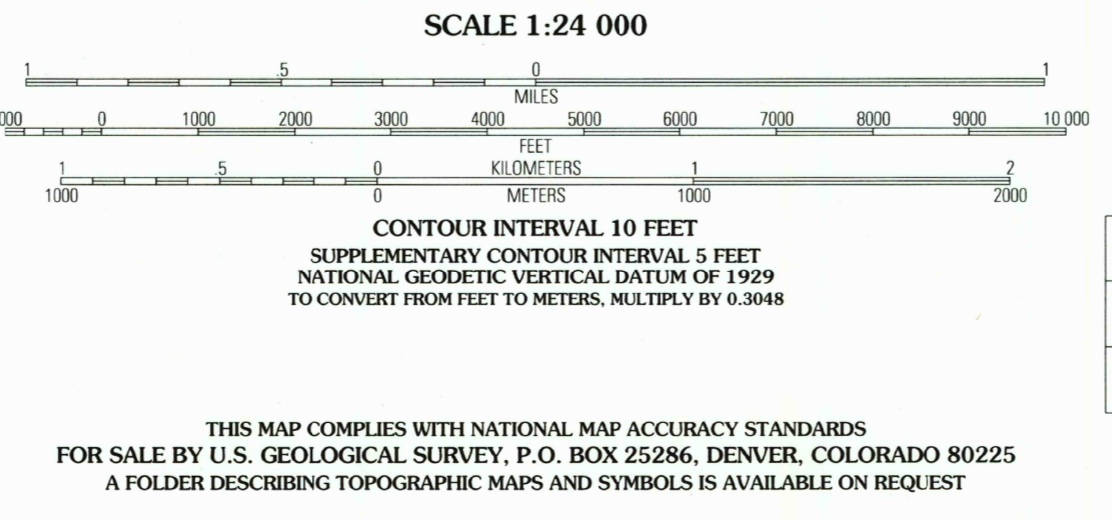 SCALE 1:24 000
1 .5 0 1
MILES
000 0 1000 2000 3000 4000 5000 6000 7000 8000 9000 10 000
FEET
1 .5 0 KILOMETERS 1 2
1000 0 METERS 1000 2000
CONTOUR INTERVAL 10 FEET
SUPPLEMENTARY CONTOUR INTERVAL 5 FEET
NATIONAL GEODETIC VERTICAL DATUM OF 1929
TO CONVERT FROM FEET TO METERS, MULTIPLY BY 0.3048
THIS MAP COMPLIES WITH NATIONAL MAP ACCURACY STANDARDS
FOR SALE BY U.S. GEOLOGICAL SURVEY, P.O. BOX 25286, DENVER, COLORADO 80225
A FOLDER DESCRIBING TOPOGRAPHIC MAPS AND SYMBOLS IS AVAILABLE ON REQUEST